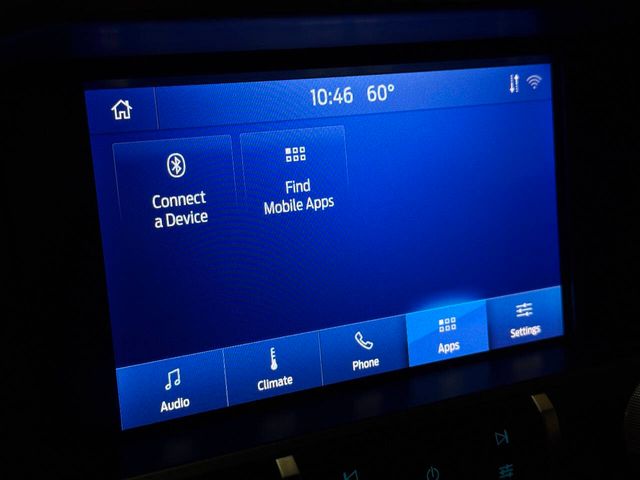 10:46 60°
Connect
a Device
Find
Mobile Apps
Audio
Climate
Phone
Apps
Settings